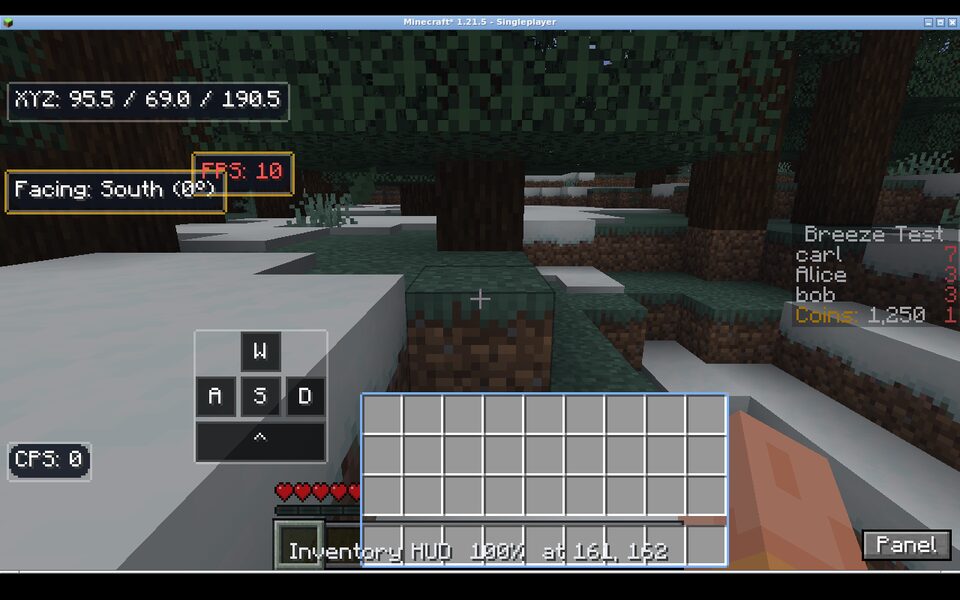 Minecraft* 1.21.5 - Singleplayer
XYZ: 95.5 / 69.0 / 190.5
FPS: 10
Facing: South (0°)
Breeze Test
carl 7
Alice 3
bob 3
Coins: 1,250 1
W
A S D
^
CPS: 0
Inventory HUD 100% at 161, 162
Panel